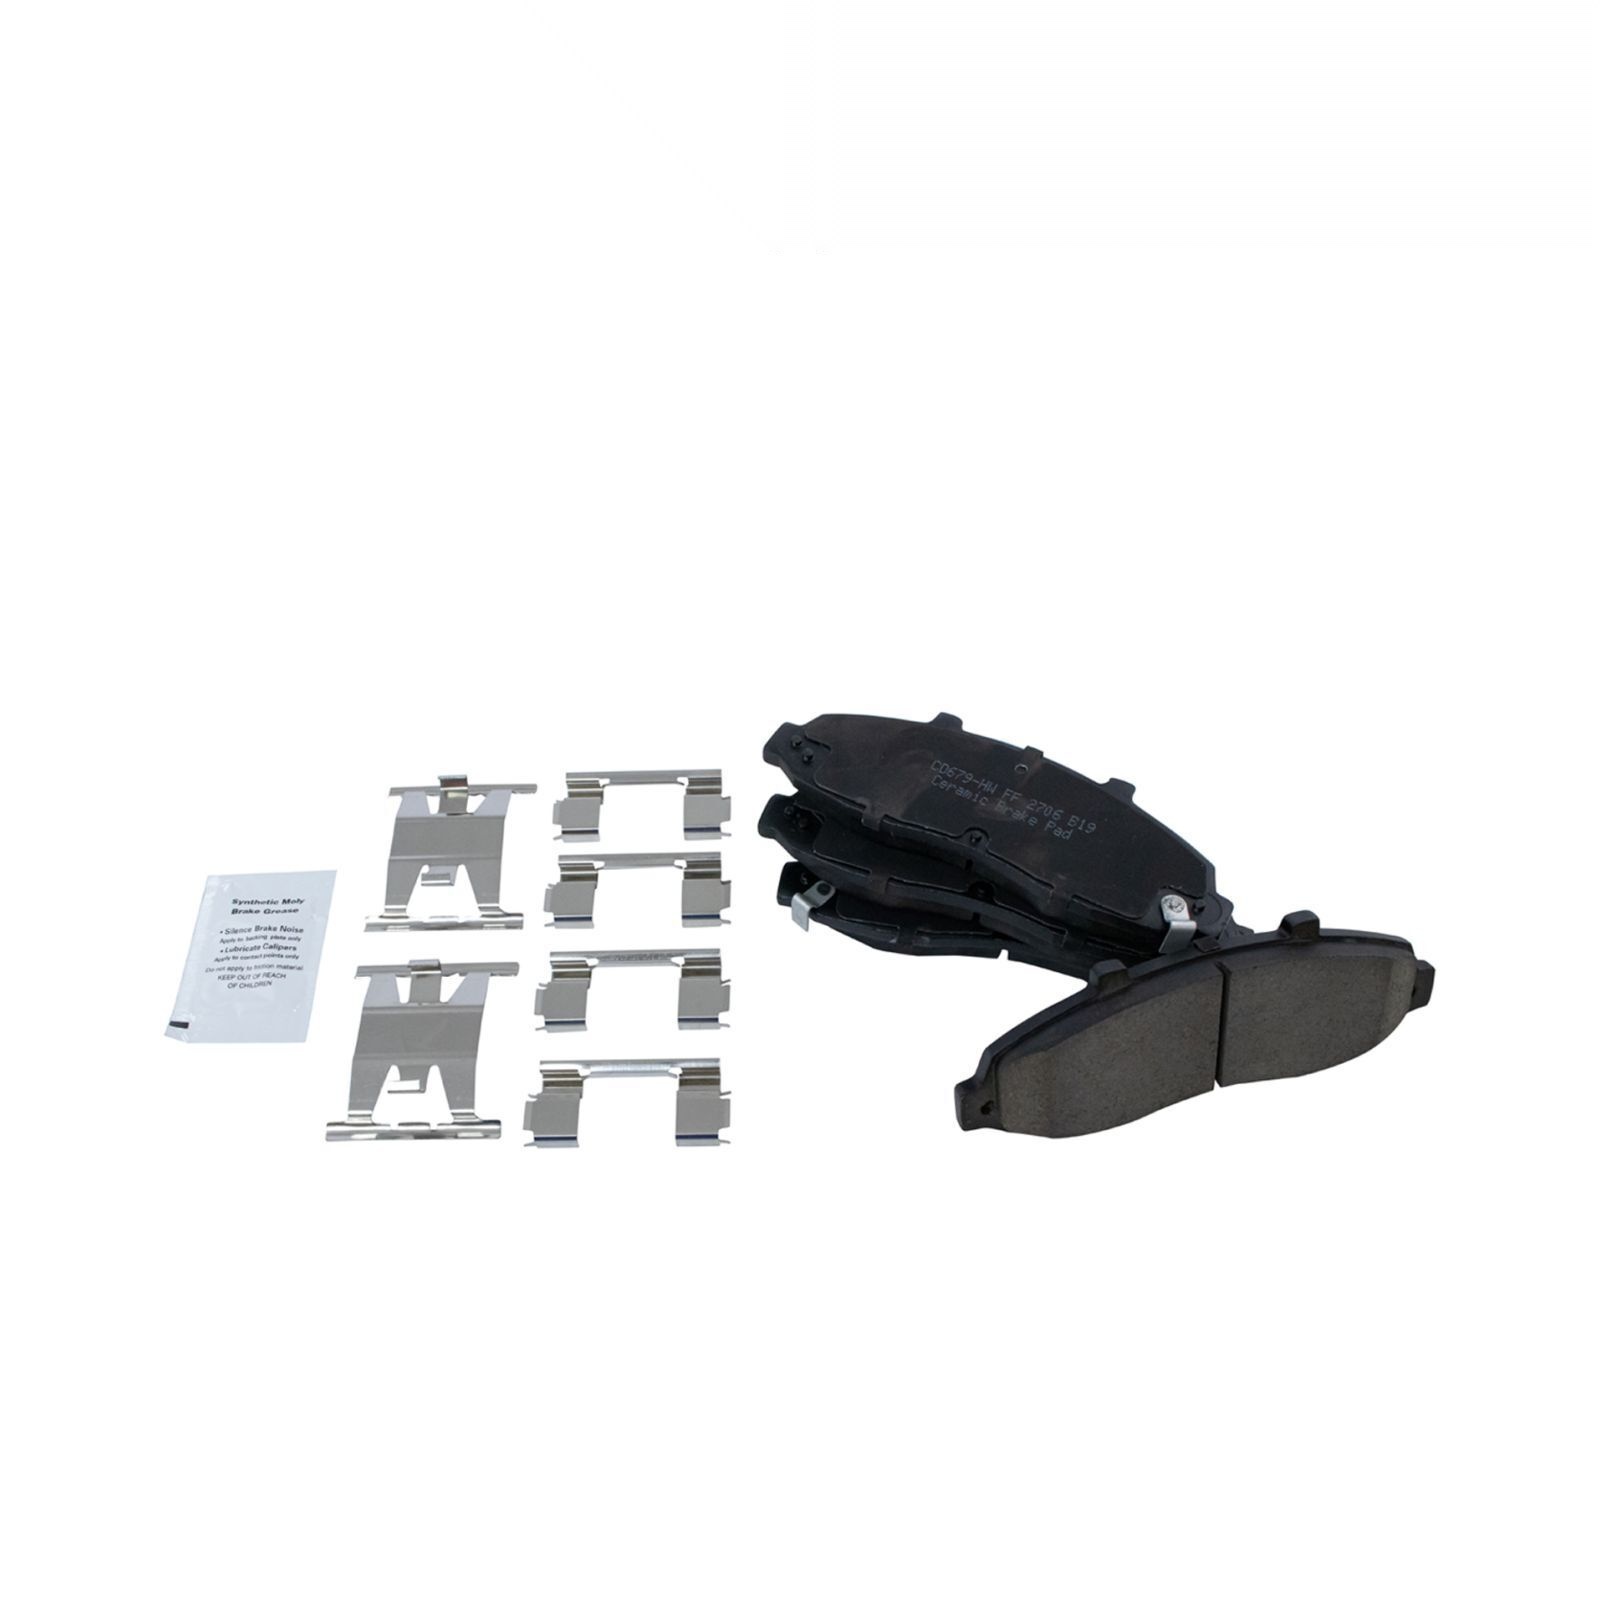 Synthetic Moly
Brake Grease
• Silence Brake Noise
Apply to backing plate only
• Lubricate Calipers
Apply to contact points only
Do not apply to friction material
KEEP OUT OF REACH
OF CHILDREN
CD679-HW FF 2706 B19
Ceramic Brake Pad